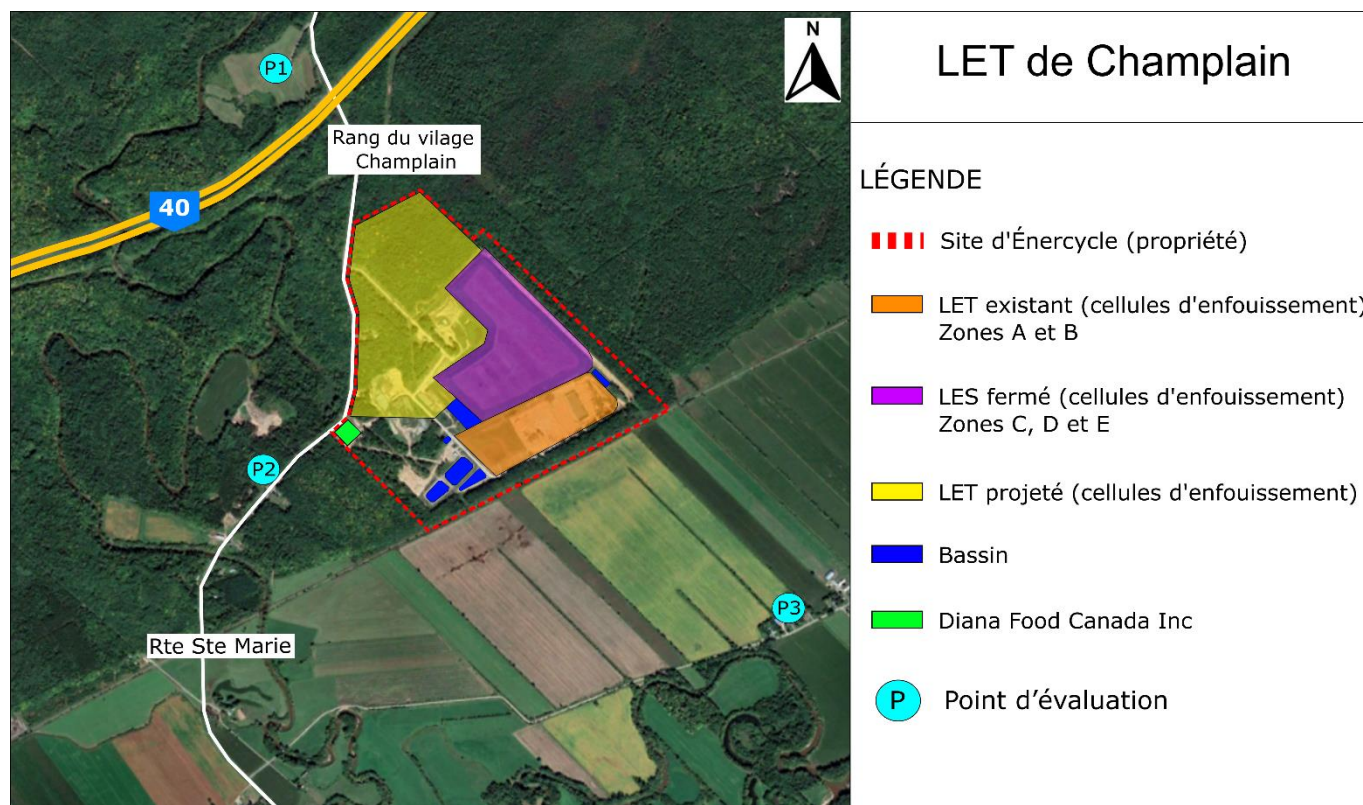 P1
N
LET de Champlain
Rang du vilage
Champlain
40
P2
P3
Rte Ste Marie
LÉGENDE
Site d'Énercycle (propriété)
LET existant (cellules d'enfouissement)
Zones A et B
LES fermé (cellules d'enfouissement)
Zones C, D et E
LET projeté (cellules d'enfouissement)
Bassin
Diana Food Canada Inc
P
Point d’évaluation